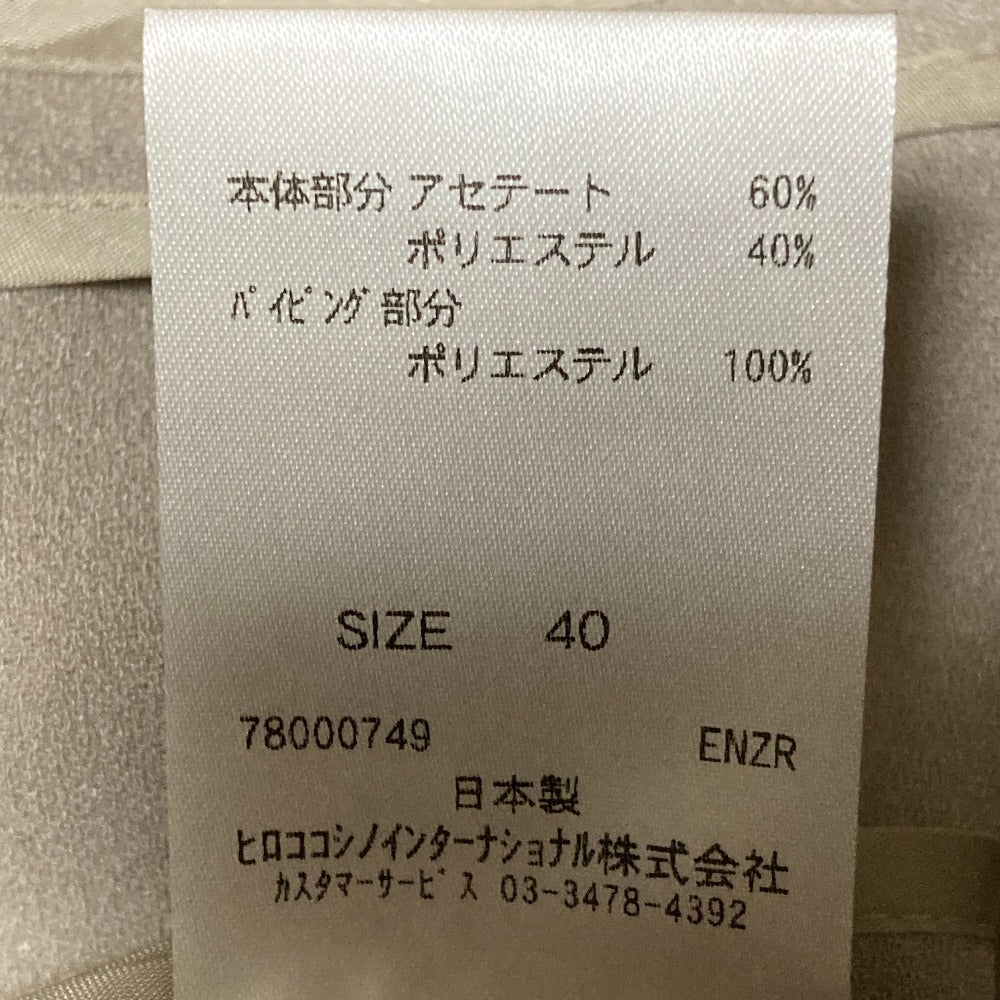 本体部分 アセテート 60%
ポリエステル 40%
ﾊﾟｲﾋﾟﾝｸﾞ部分
ポリエステル 100%
SIZE 40
78000749 ENZR
日本製
ヒロココシノインターナショナル株式会社
ｶｽﾀﾏｰｻｰﾋﾞｽ 03-3478-4392